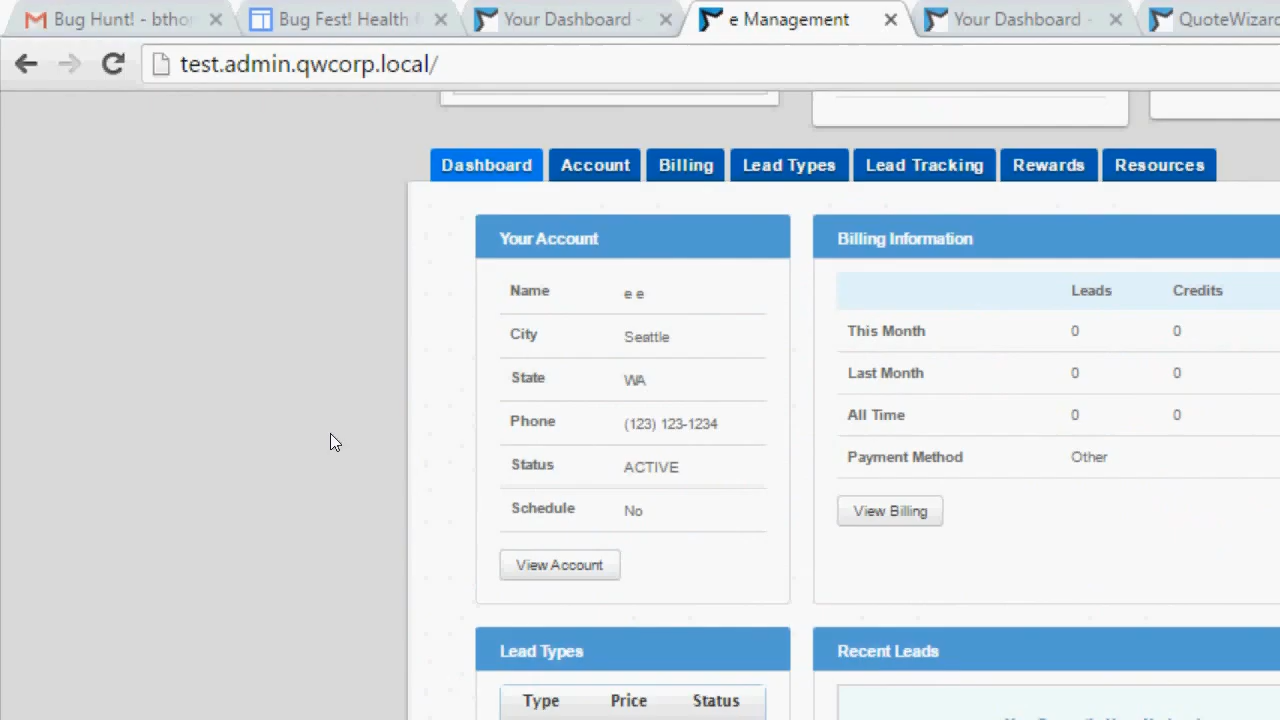 Bug Hunt! - bthor
Bug Fest! Health
Your Dashboard -
e Management
Your Dashboard -
QuoteWizard
test.admin.qwcorp.local/
Dashboard Account Billing Lead Types Lead Tracking Rewards Resources
Your Account
Name e e
City Seattle
State WA
Phone (123) 123-1234
Status ACTIVE
Schedule No
View Account
Billing Information
Leads Credits
This Month 0 0
Last Month 0 0
All Time 0 0
Payment Method Other
View Billing
Lead Types
Type Price Status
Recent Leads